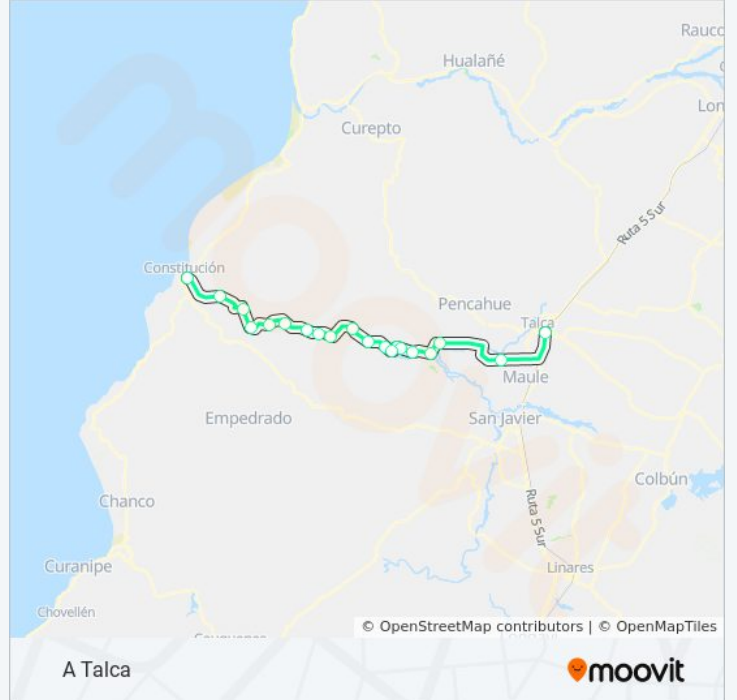 Rauco
Hualañé
Lon
Curepto
Ruta 5 Sur
Constitución
Pencahue
Talca
Maule
Empedrado
San Javier
Colbún
Chanco
Ruta 5 Sur
Curanipe
Linares
Chovellén
© OpenStreetMap contributors | © OpenMapTiles
A Talca
moovit